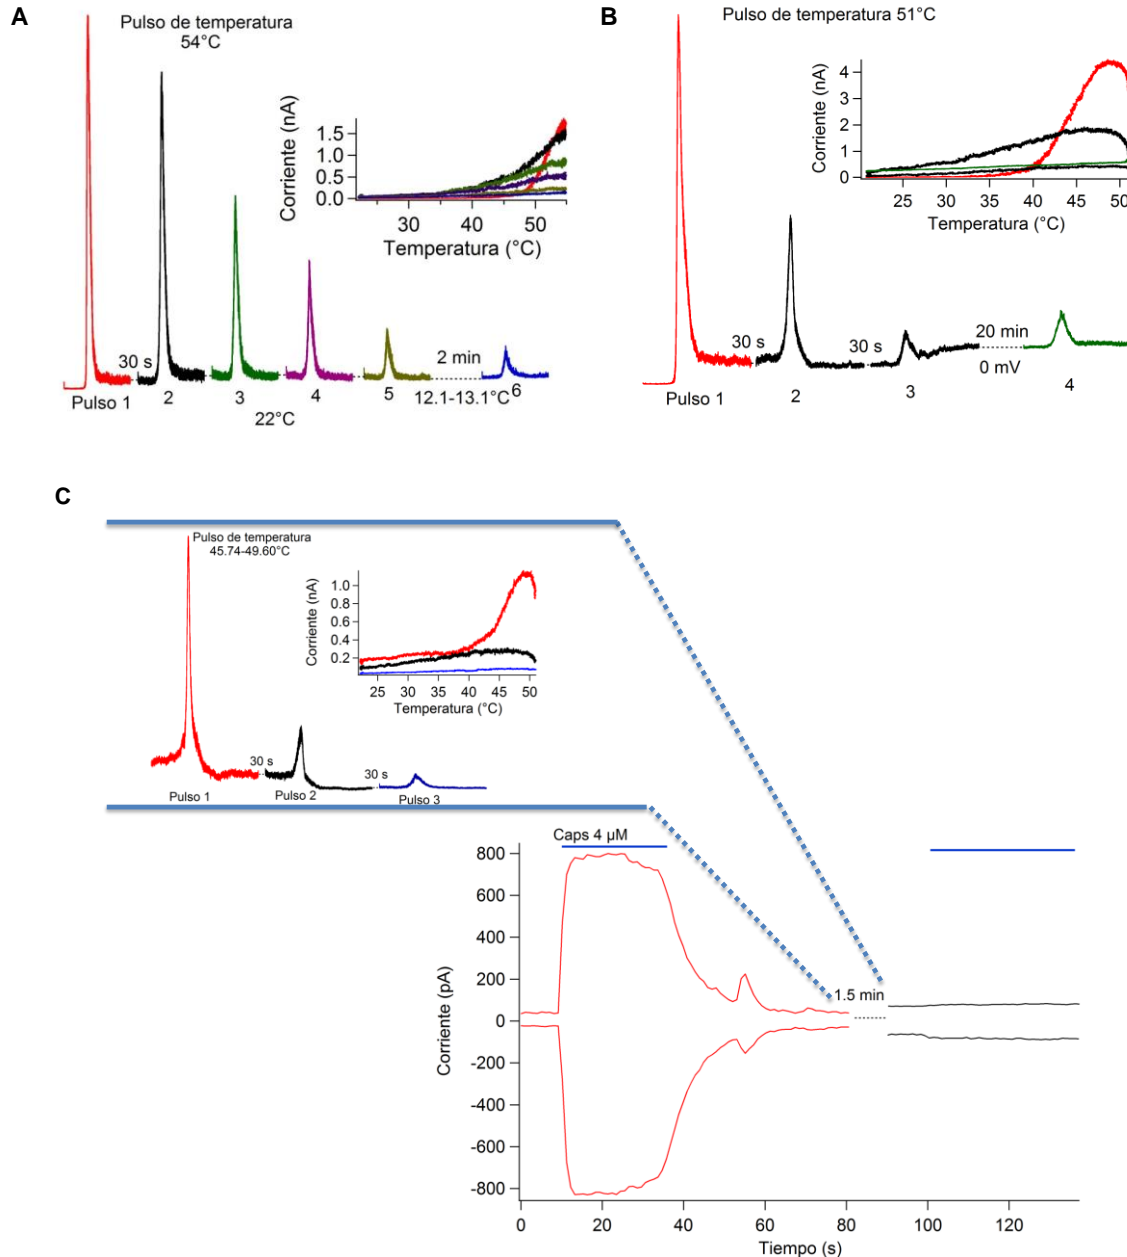 A
Pulso de temperatura
54°C
Corriente (nA)
1.5
1.0
0.5
0.0
30
40
50
Temperatura (°C)
30 s
2 min
Pulso 1
2
3
4
5
12.1-13.1°C
6
22°C
B
Pulso de temperatura 51°C
Corriente (nA)
4
3
2
1
0
25
30
35
40
45
50
Temperatura (°C)
30 s
30 s
20 min
0 mV
Pulso 1
2
3
4
C
Pulso de temperatura
45.74-49.60°C
Corriente (nA)
1.0
0.8
0.6
0.4
0.2
25
30
35
40
45
50
Temperatura (°C)
30 s
30 s
Pulso 1
Pulso 2
Pulso 3
Caps 4 µM
1.5 min
Corriente (pA)
800
600
400
200
0
-200
-400
-600
-800
0
20
40
60
80
100
120
Tiempo (s)